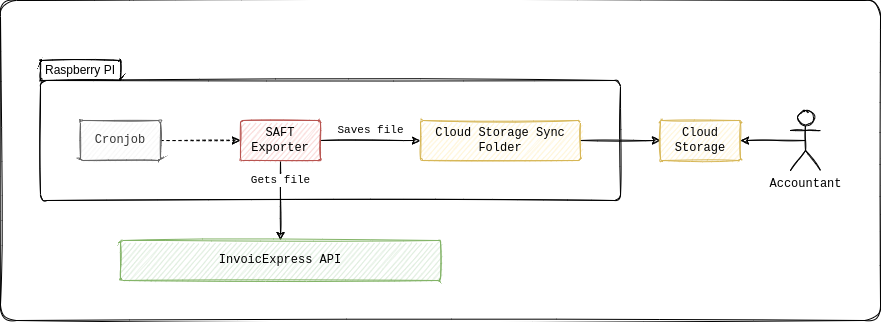 Raspberry PI
Cronjob
SAFT
Exporter
Saves file
Cloud Storage Sync
Folder
Cloud
Storage
Accountant
Gets file
InvoicExpress API